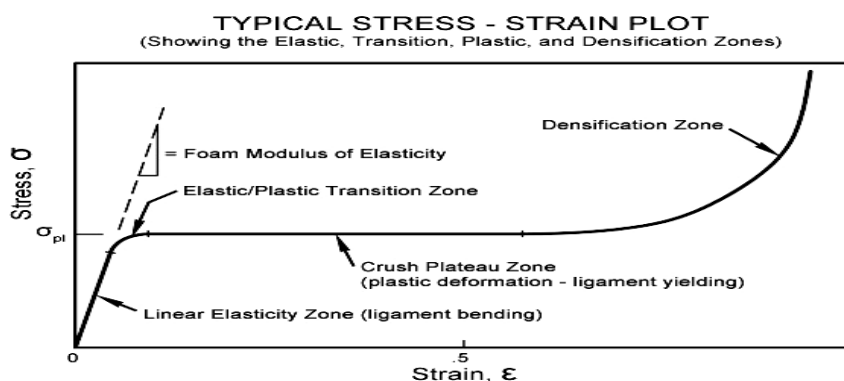 TYPICAL STRESS - STRAIN PLOT
(Showing the Elastic, Transition, Plastic, and Densification Zones)
Densification Zone
= Foam Modulus of Elasticity
Elastic/Plastic Transition Zone
Stress, σ
σpl
Crush Plateau Zone
(plastic deformation - ligament yielding)
Linear Elasticity Zone (ligament bending)
0
.5
Strain, ε